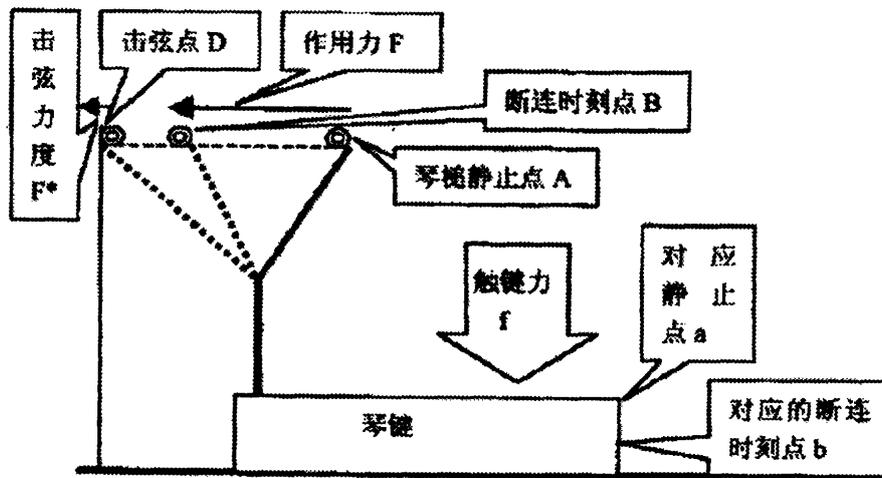 击
弦
力
度
F*
击弦点 D
作用力 F
断连时刻点 B
琴槌静止点 A
触键力
f
对 应
静 止
点 a
琴键
对应的断连
时刻点 b